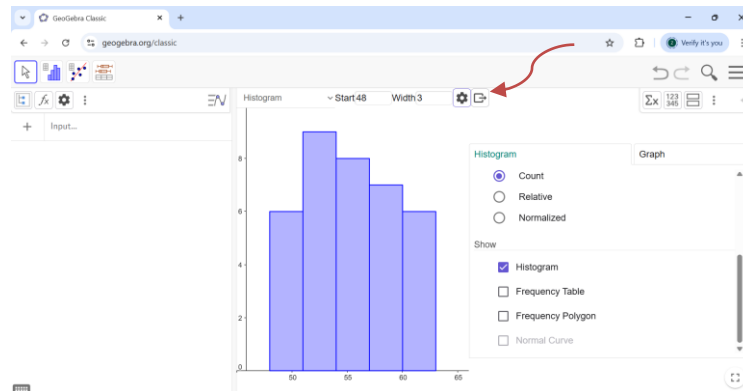 GeoGebra Classic
geogebra.org/classic
Verify it's you
Histogram Start 48 Width 3
Σx 123 345
Input...
Histogram Graph
Count
Relative
Normalized
Show
Histogram
Frequency Table
Frequency Polygon
Normal Curve
8
6
4
2
0
50 55 60 65